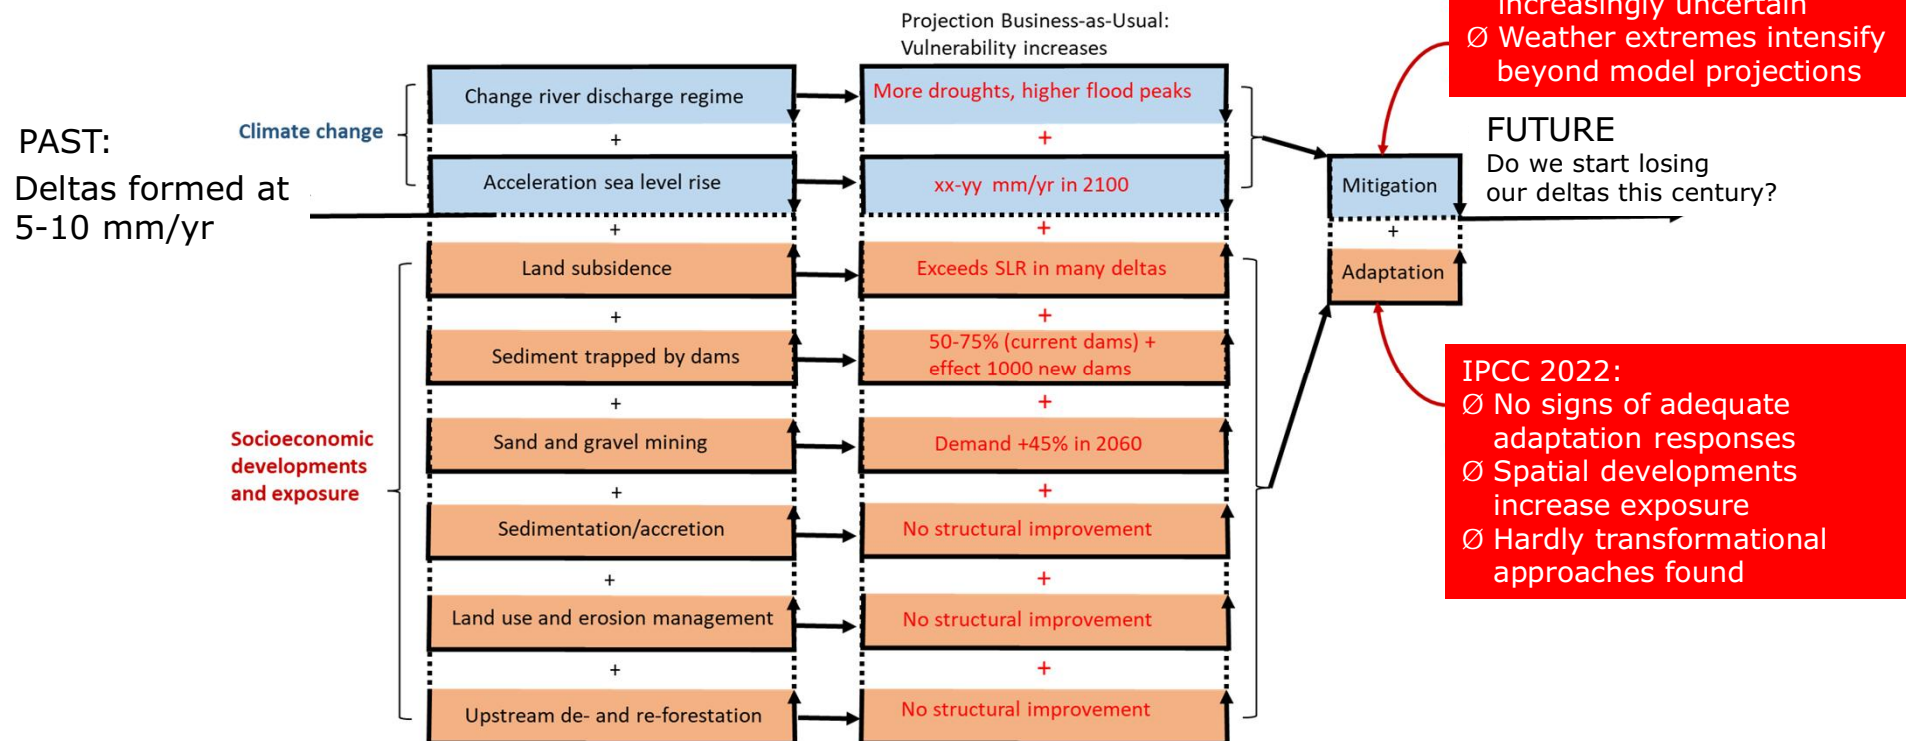 Projection Business-as-Usual:
Vulnerability increases
increasingly uncertain
Ø Weather extremes intensify
beyond model projections
PAST:
Deltas formed at
5-10 mm/yr
Climate change
Change river discharge regime
More droughts, higher flood peaks
+
+
Acceleration sea level rise
xx-yy mm/yr in 2100
Mitigation
FUTURE
Do we start losing
our deltas this century?
+
+
+
Land subsidence
Exceeds SLR in many deltas
Adaptation
+
+
Sediment trapped by dams
50-75% (current dams) +
effect 1000 new dams
+
+
Socioeconomic
developments
and exposure
Sand and gravel mining
Demand +45% in 2060
+
+
Sedimentation/accretion
No structural improvement
+
+
Land use and erosion management
No structural improvement
+
+
Upstream de- and re-forestation
No structural improvement
IPCC 2022:
Ø No signs of adequate
adaptation responses
Ø Spatial developments
increase exposure
Ø Hardly transformational
approaches found